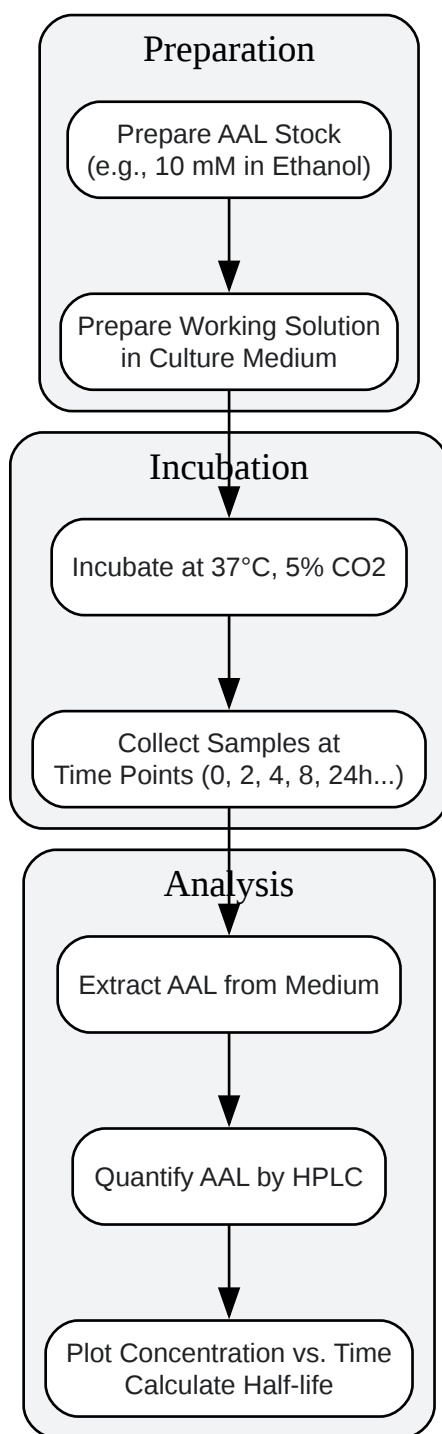 Preparation
Prepare AAL Stock
(e.g., 10 mM in Ethanol)
Prepare Working Solution
in Culture Medium
Incubation
Incubate at 37°C, 5% CO2
Collect Samples at
Time Points (0, 2, 4, 8, 24h...)
Analysis
Extract AAL from Medium
Quantify AAL by HPLC
Plot Concentration vs. Time
Calculate Half-life